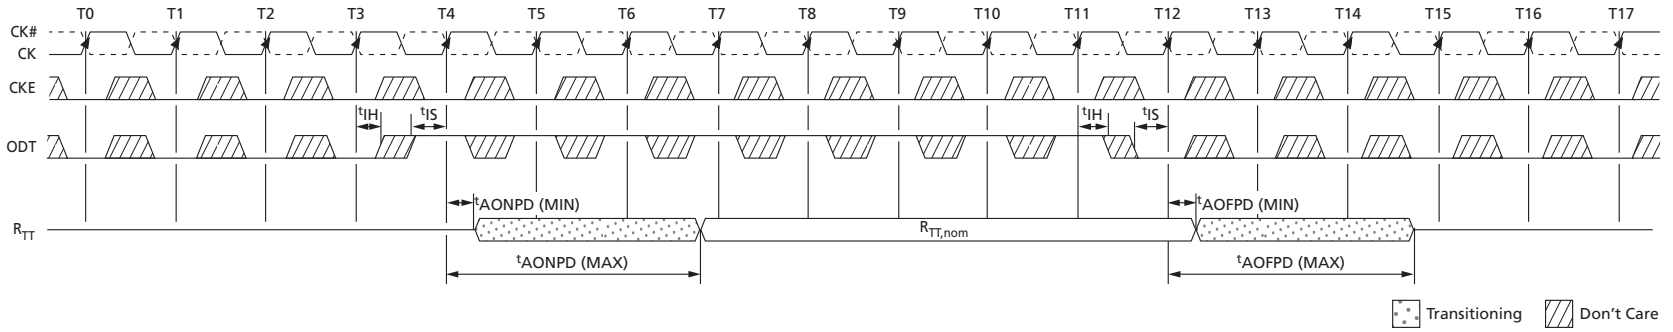 T0 T1 T2 T3 T4 T5 T6 T7 T8 T9 T10 T11 T12 T13 T14 T15 T16 T17
CK#
CK
CKE
tIH tIS tIH tIS
ODT
tAONPD (MIN) tAOFPD (MIN)
RTT RTT,nom
tAONPD (MAX) tAOFPD (MAX)
Transitioning Don't Care